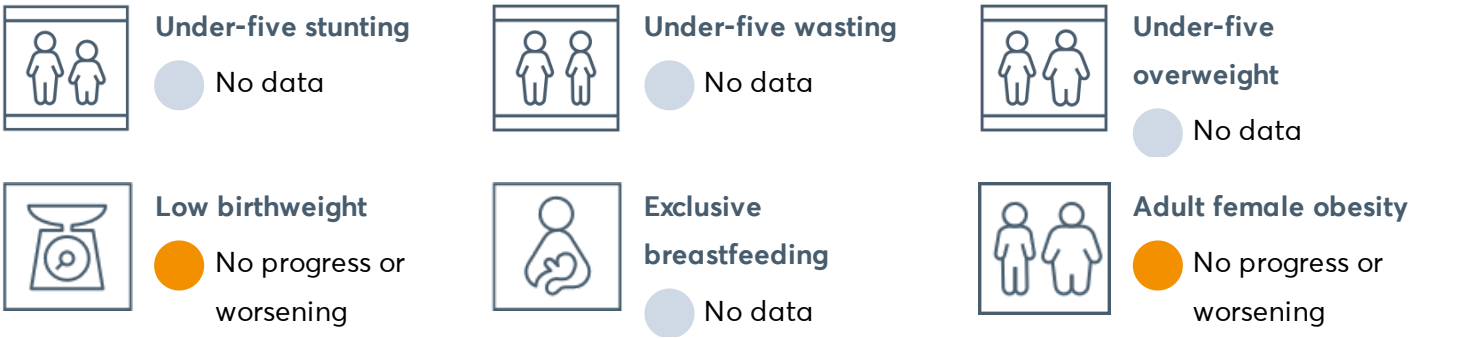 Under-five stunting
No data
Under-five wasting
No data
Under-five
overweight
No data
Low birthweight
No progress or
worsening
Exclusive
breastfeeding
No data
Adult female obesity
No progress or
worsening